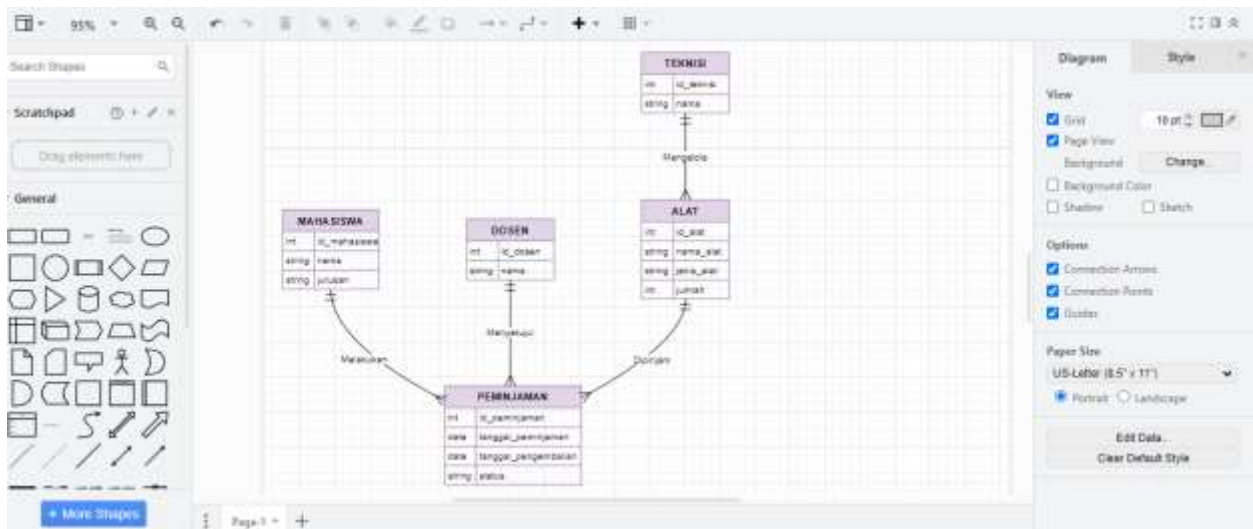 95%
Search Shapes
Scratchpad
Drag elements here
General
+ More Shapes
TEKNISI
int id_teknisi
string nama
Mengelola
MAHASISWA
int id_mahasiswa
string nama
string jurusan
DOSEN
int id_dosen
string nama
ALAT
int id_alat
string nama_alat
string jenis_alat
int jumlah
Melakukan
Menyetujui
Dipinjam
PEMINJAMAN
int id_peminjaman
date tanggal_peminjaman
date tanggal_pengembalian
string status
Page-1
Diagram
Style
View
Grid
10 pt
Page View
Background
Change...
Background Color
Shadow
Sketch
Options
Connection Arrows
Connection Points
Guides
Paper Size
US-Letter (8.5" x 11")
Portrait
Landscape
Edit Data...
Clear Default Style